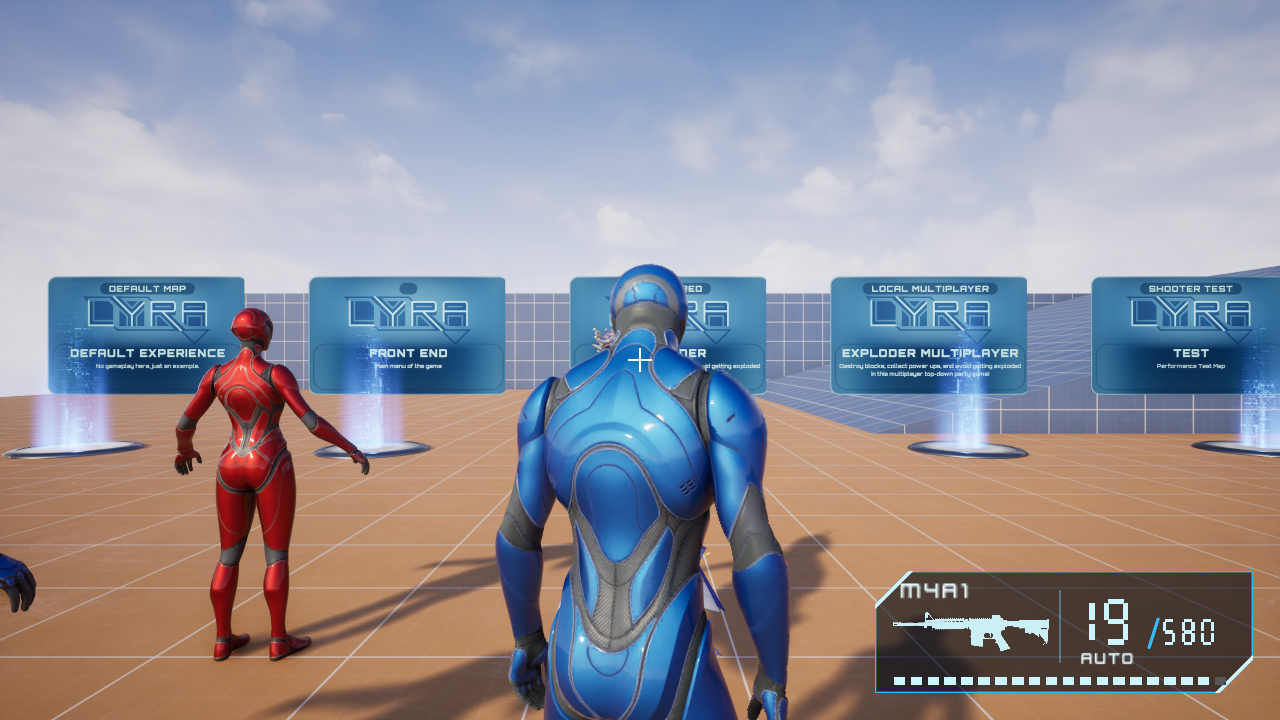 DEFAULT MAP
LYRA
DEFAULT EXPERIENCE
No gameplay here, just an example.
LYRA
FRONT END
Main menu of the game
LOCAL MULTIPLAYER
LYRA
EXPLODER MULTIPLAYER
Destroy blocks, collect power ups, and avoid getting exploded
in this multiplayer top-down party game!
SHOOTER TEST
LYRA
TEST
Performance Test Map
M4A1
19
/580
AUTO